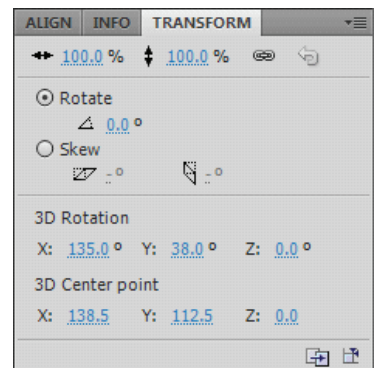 ALIGN INFO TRANSFORM
100.0 % 100.0 %
Rotate
0.0 °
Skew
- ° - °
3D Rotation
X: 135.0 ° Y: 38.0 ° Z: 0.0 °
3D Center point
X: 138.5 Y: 112.5 Z: 0.0